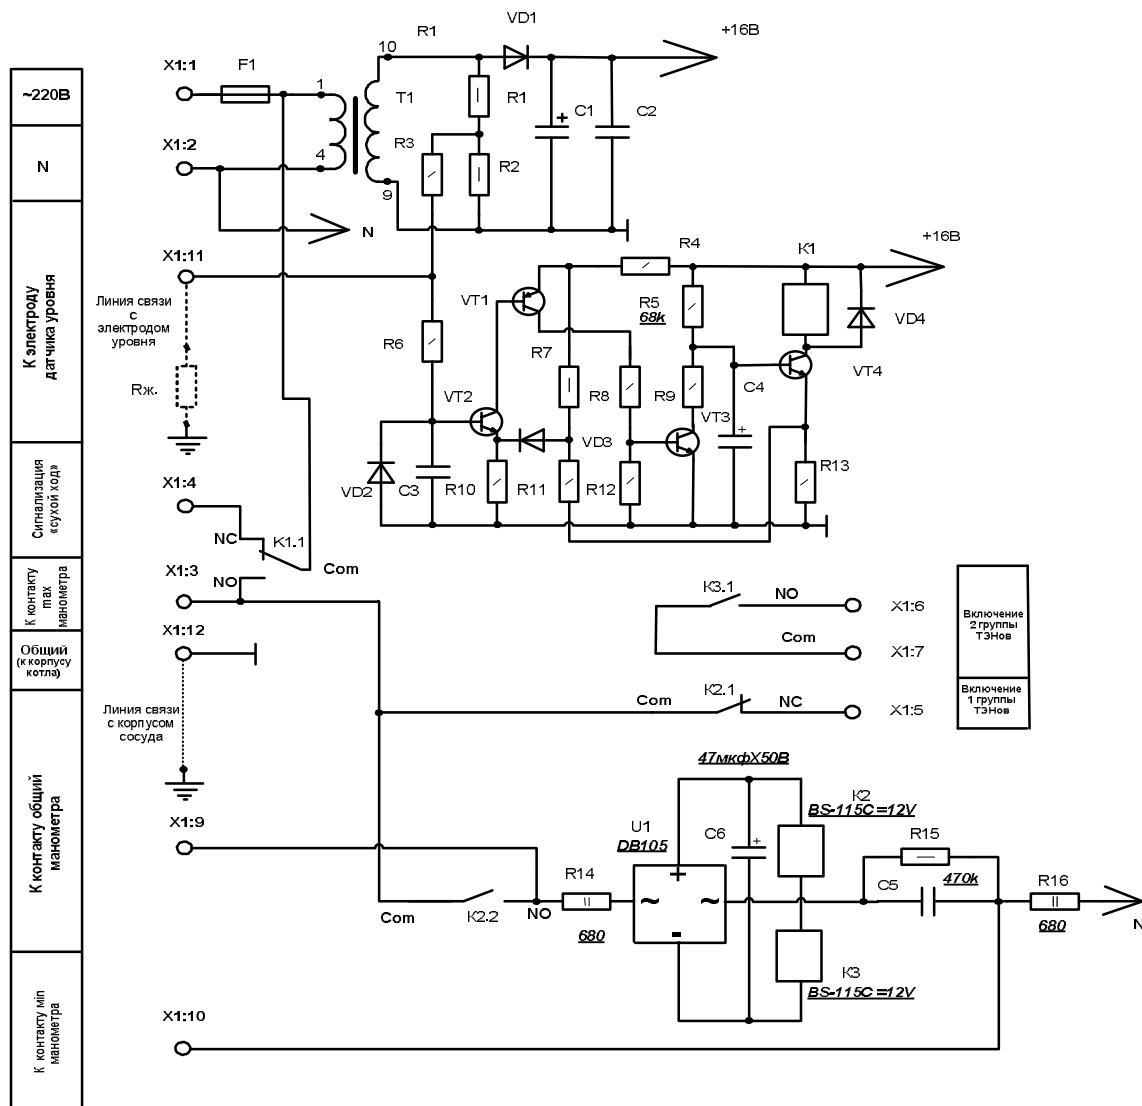 ~220В
N
К электроду
датчика уровня
Сигнализация
«сухой ход»
К контакту
max
манометра
Общий
(к корпусу
котла)
К контакту общий
манометра
К контакту min
манометра
X1:1
F1
X1:2
1
4
10
9
T1
R1
VD1
+16В
R1
C1
+
C2
R3
R2
N
X1:11
Линия связи
с
электродом
уровня
Rж.
R4
K1
+16В
VT1
R5
68k
VD4
R6
R7
VT4
VT2
R8
R9
C4
VT3
+
VD3
R13
VD2
C3
R10
R11
R12
X1:4
NC
K1.1
Com
X1:3
NO
X1:12
Линия связи
с корпусом
сосуда
K3.1
NO
X1:6
Com
X1:7
Включение
2 группы
ТЭНов
K2.1
Com
NC
X1:5
Включение
1 группы
ТЭНов
47мкфХ50В
K2
BS-115C=12V
X1:9
U1
DB105
C6
+
R15
R14
C5
470k
R16
+
~
~
-
Com
K2.2
NO
680
680
N
K3
BS-115C=12V
X1:10